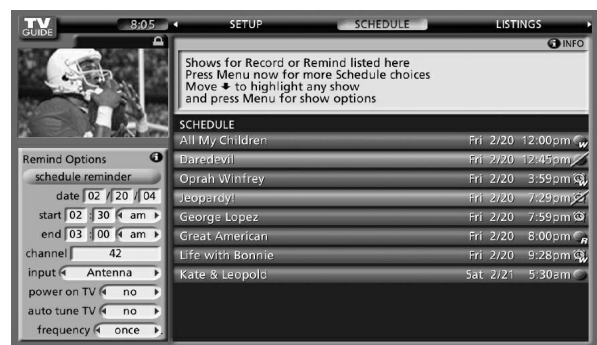 TV
GUIDE
8:05
SETUP
SCHEDULE
LISTINGS
INFO
Shows for Record or Remind listed here
Press Menu now for more Schedule choices
Move to highlight any show
and press Menu for show options
SCHEDULE
All My Children Fri 2/20 12:00pm W
Daredevil Fri 2/20 12:45pm
Oprah Winfrey Fri 2/20 3:59pm W
Jeopardy! Fri 2/20 7:29pm
George Lopez Fri 2/20 7:59pm
Great American Fri 2/20 8:00pm R
Life with Bonnie Fri 2/20 9:28pm W
Kate & Leopold Sat 2/21 5:30am
Remind Options
schedule reminder
date 02 / 20 / 04
start 02 : 30 am
end 03 : 00 am
channel 42
input Antenna
power on TV no
auto tune TV no
frequency once